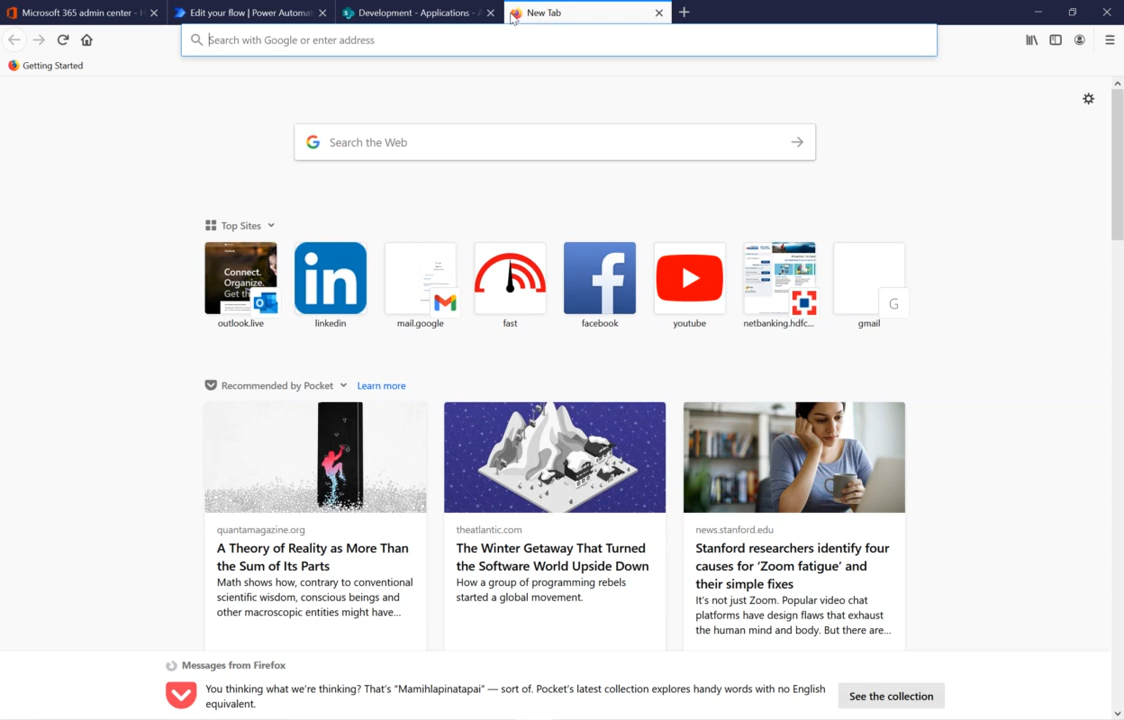 Microsoft 365 admin center -
Edit your flow | Power Automa
Development - Applications -
New Tab
Search with Google or enter address
Getting Started
Search the Web
Top Sites
Connect.
Organize.
outlook.live
linkedin
mail.google
fast
facebook
youtube
netbanking.hdfc...
G
gmail
Recommended by Pocket
Learn more
quantamagazine.org
A Theory of Reality as More Than
the Sum of Its Parts
Math shows how, contrary to conventional
scientific wisdom, conscious beings and
other macroscopic entities might have...
theatlantic.com
The Winter Getaway That Turned
the Software World Upside Down
How a group of programming rebels
started a global movement.
news.stanford.edu
Stanford researchers identify four
causes for ‘Zoom fatigue’ and
their simple fixes
It's not just Zoom. Popular video chat
platforms have design flaws that exhaust
the human mind and body. But there are...
Messages from Firefox
You thinking what we're thinking? That's “Mamihlapinatapai” — sort of. Pocket's latest collection explores handy words with no English
equivalent.
See the collection